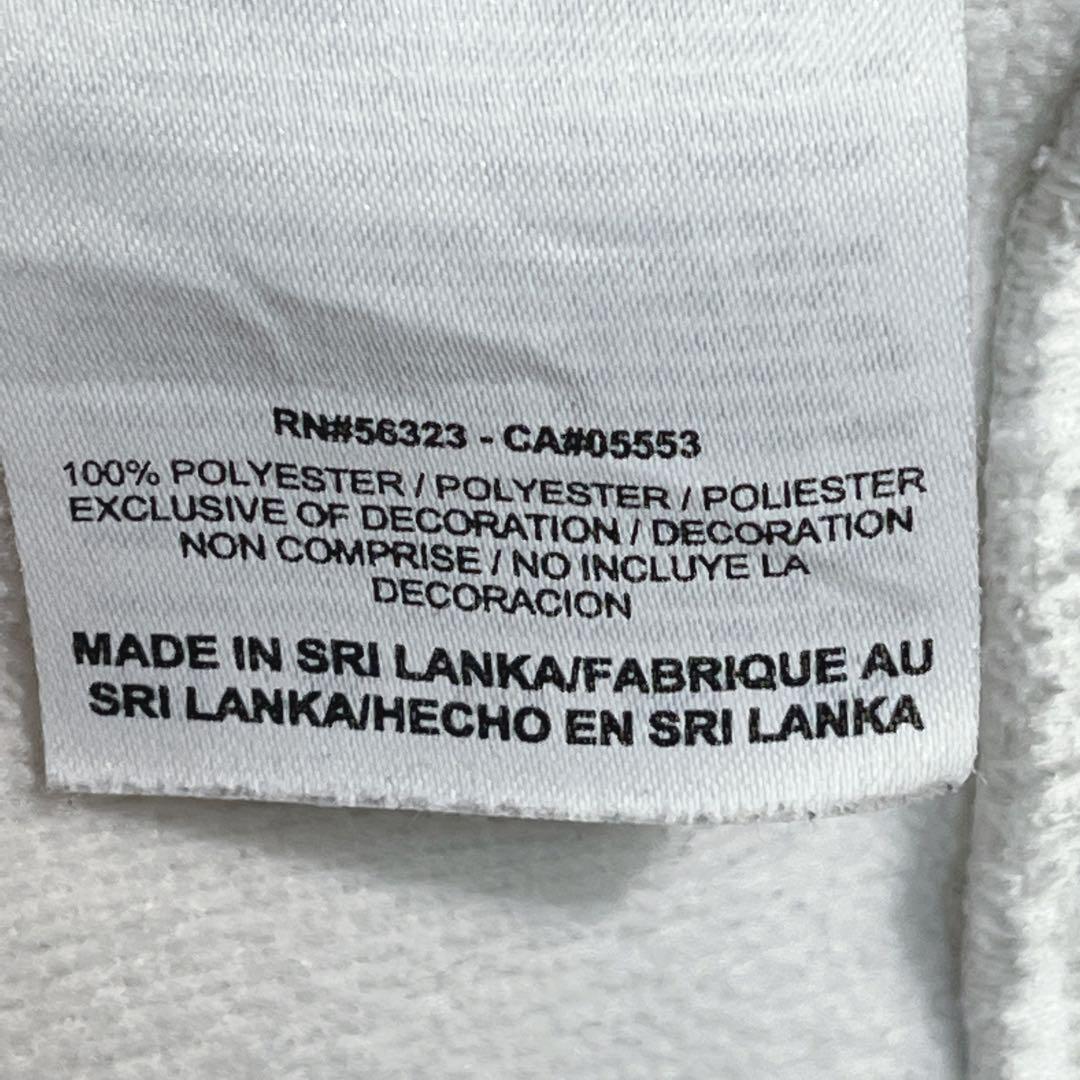 RN#56323 - CA#05553
100% POLYESTER / POLYESTER / POLIESTER
EXCLUSIVE OF DECORATION / DECORATION
NON COMPRISE / NO INCLUYE LA
DECORACION
MADE IN SRI LANKA/FABRIQUE AU
SRI LANKA/HECHO EN SRI LANKA